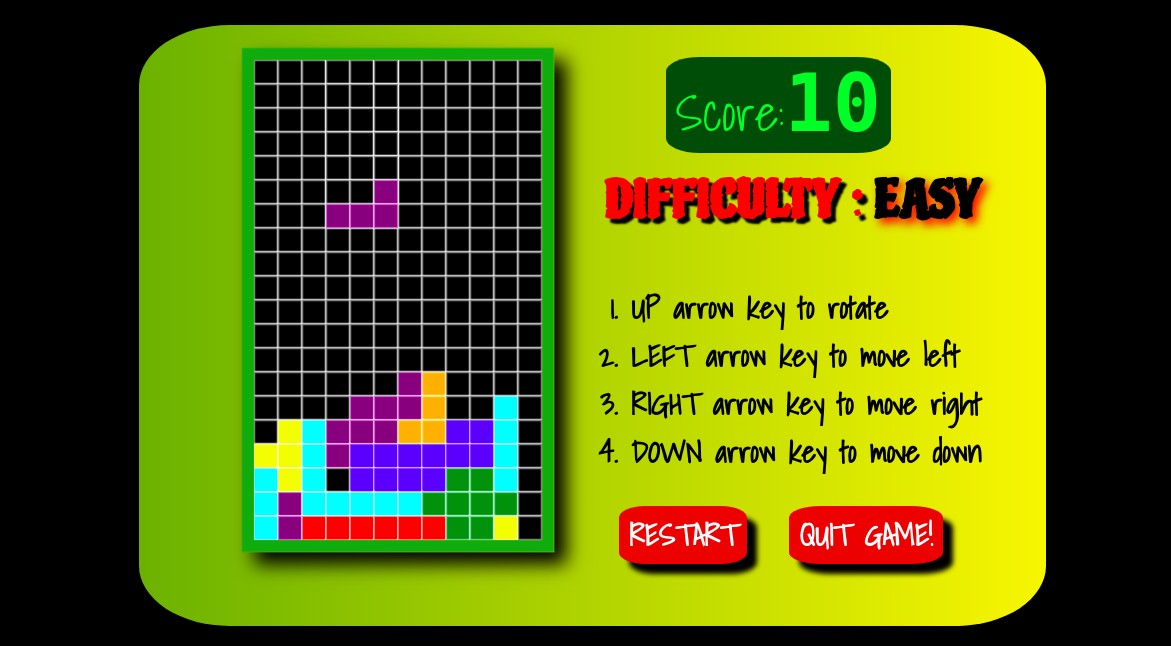 Score:10
DIFFICULTY : EASY
1. UP arrow key to rotate
2. LEFT arrow key to move left
3. RIGHT arrow key to move right
4. DOWN arrow key to move down
RESTART QUIT GAME!